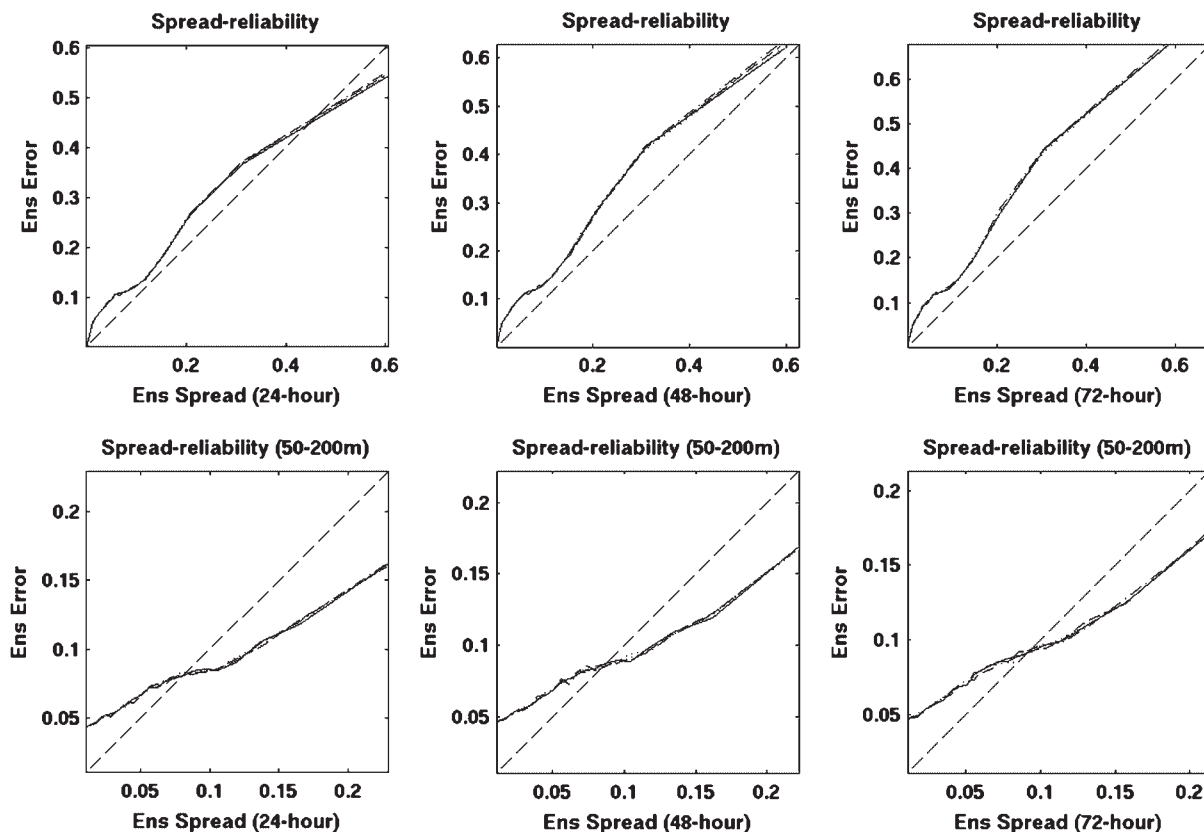 Spread-reliability
0.6
0.5
0.4
0.3
0.2
0.1
Ens Error
0.2 0.4 0.6
Ens Spread (24-hour)
Spread-reliability
0.6
0.5
0.4
0.3
0.2
0.1
Ens Error
0.2 0.4 0.6
Ens Spread (48-hour)
Spread-reliability
0.6
0.5
0.4
0.3
0.2
0.1
Ens Error
0.2 0.4 0.6
Ens Spread (72-hour)
Spread-reliability (50-200m)
0.2
0.15
0.1
0.05
Ens Error
0.05 0.1 0.15 0.2
Ens Spread (24-hour)
Spread-reliability (50-200m)
0.2
0.15
0.1
0.05
Ens Error
0.05 0.1 0.15 0.2
Ens Spread (48-hour)
Spread-reliability (50-200m)
0.2
0.15
0.1
0.05
Ens Error
0.05 0.1 0.15 0.2
Ens Spread (72-hour)